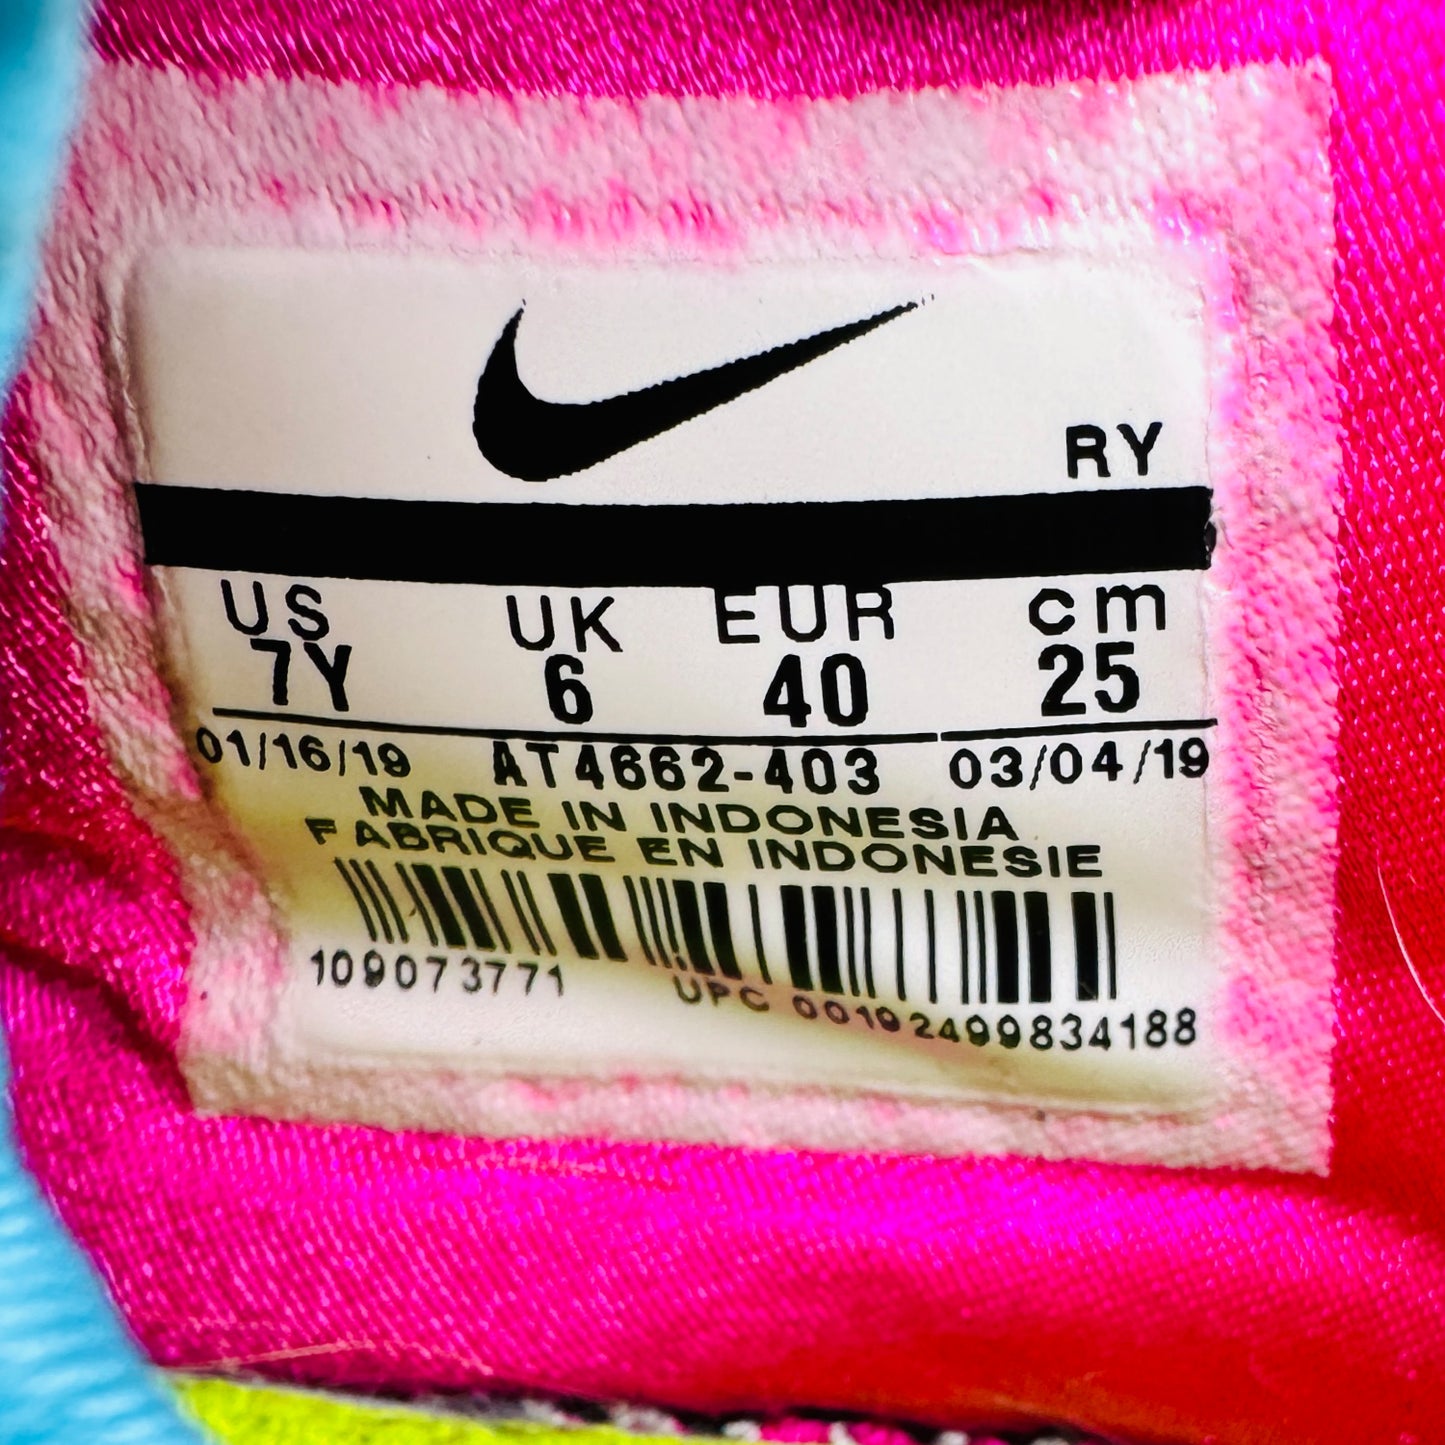 RY
US UK EUR cm
7Y 6 40 25
01/16/19 AT4662-403 03/04/19
MADE IN INDONESIA
FABRIQUE EN INDONESIE
109073771 UPC 00192499834188